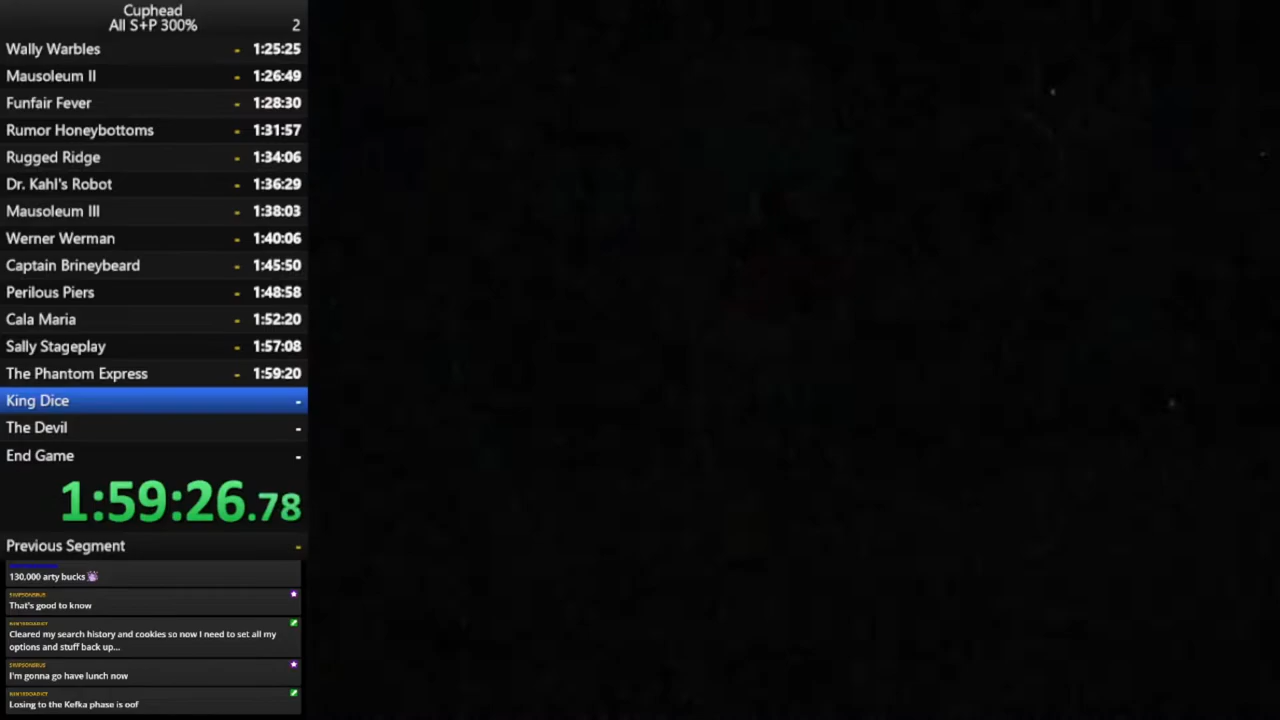 Cuphead
All S+P 300% 2
Wally Warbles - 1:25:25
Mausoleum II - 1:26:49
Funfair Fever - 1:28:30
Rumor Honeybottoms - 1:31:57
Rugged Ridge - 1:34:06
Dr. Kahl's Robot - 1:36:29
Mausoleum III - 1:38:03
Werner Werman - 1:40:06
Captain Brineybeard - 1:45:50
Perilous Piers - 1:48:58
Cala Maria - 1:52:20
Sally Stageplay - 1:57:08
The Phantom Express - 1:59:20
King Dice -
The Devil -
End Game -
1:59:26.78
Previous Segment -
130,000 arty bucks
That's good to know
Cleared my search history and cookies so now I need to set all my
options and stuff back up...
I'm gonna go have lunch now
Losing to the Kefka phase is oof